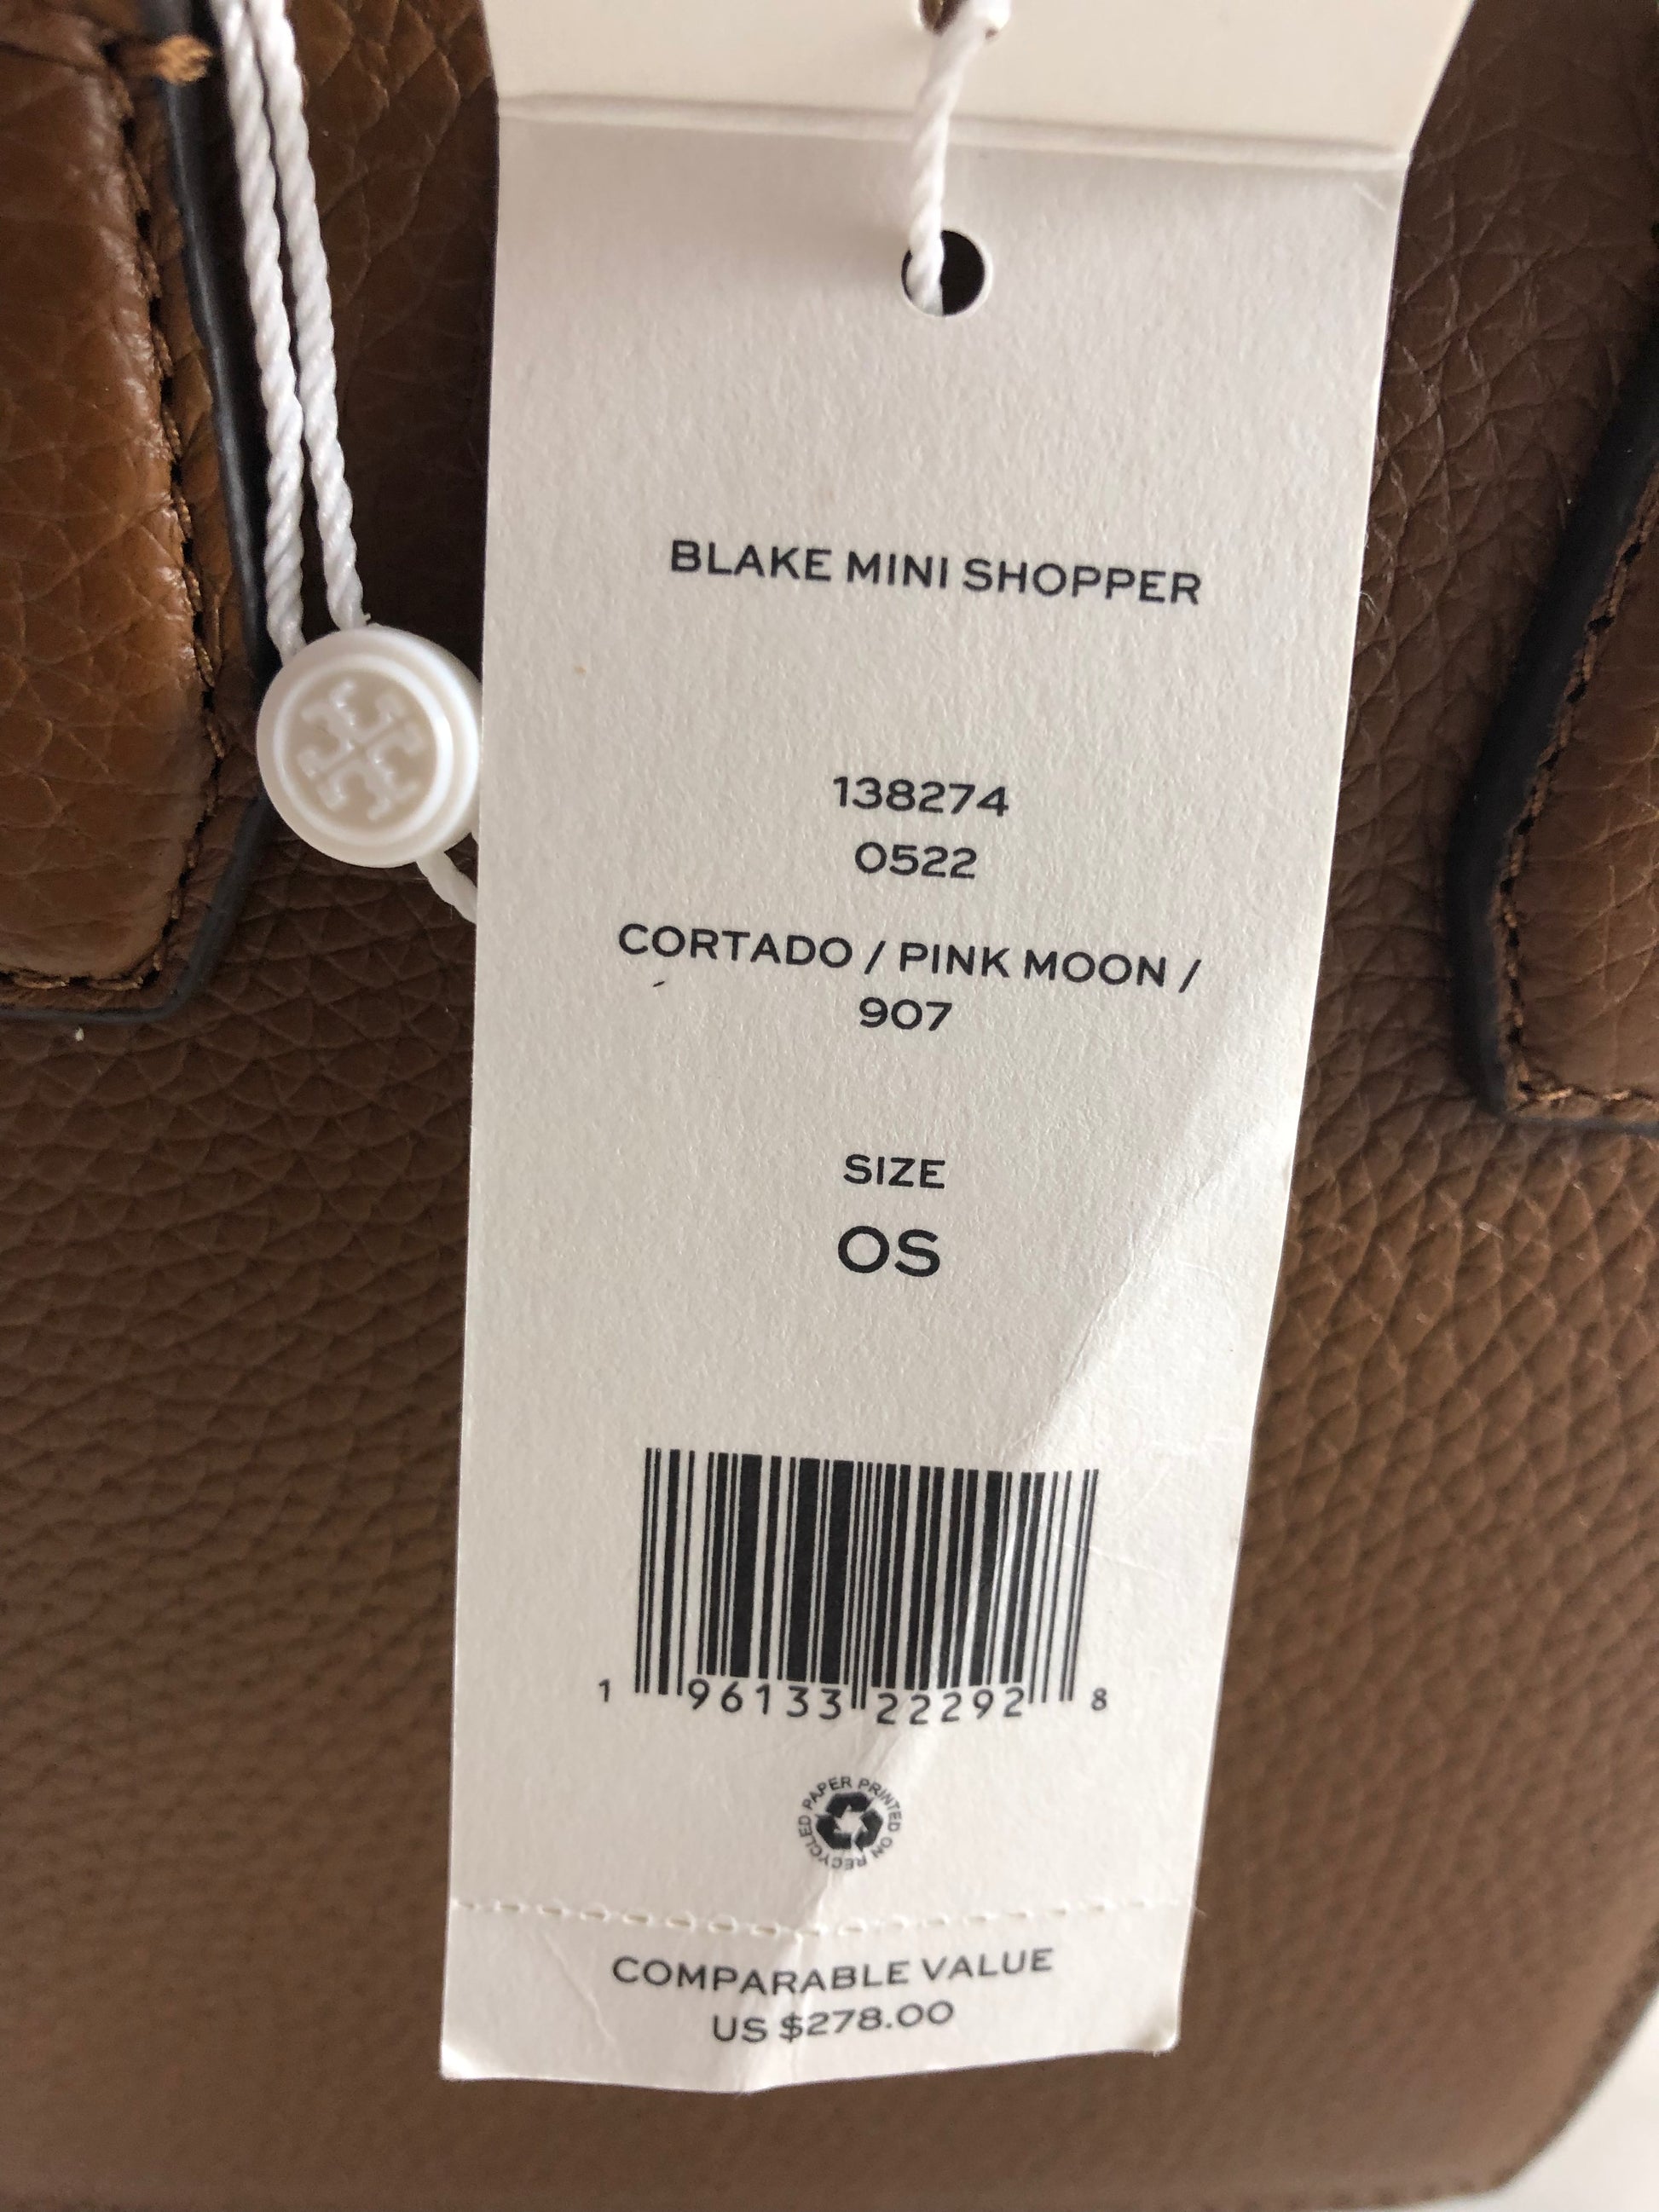 BLAKE MINI SHOPPER
138274
0522
CORTADO / PINK MOON /
907
SIZE
OS
1 96133 22292 8
PAPER PRINTED ON RECYCLED
COMPARABLE VALUE
US $278.00